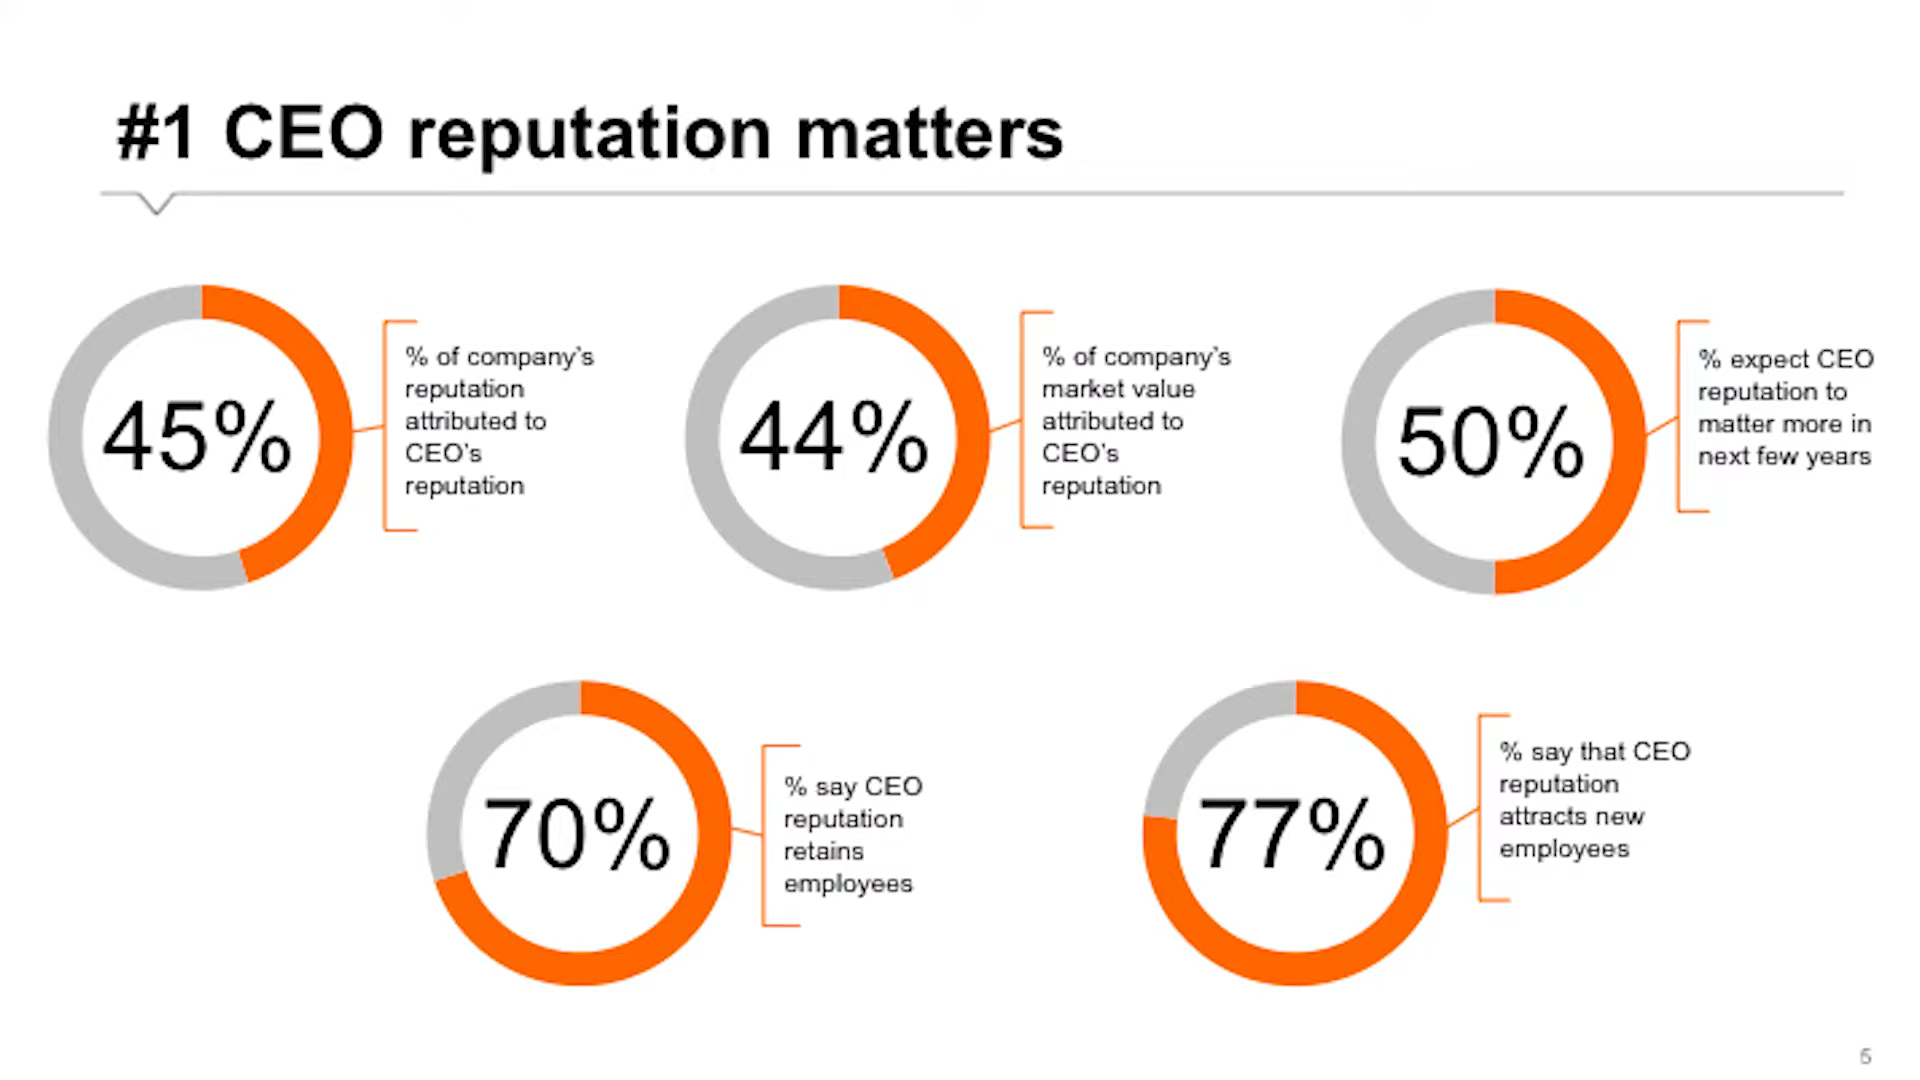 #1 CEO reputation matters
45%
% of company's
reputation
attributed to
CEO's
reputation
44%
% of company's
market value
attributed to
CEO's
reputation
50%
% expect CEO
reputation to
matter more in
next few years
70%
% say CEO
reputation
retains
employees
77%
% say that CEO
reputation
attracts new
employees